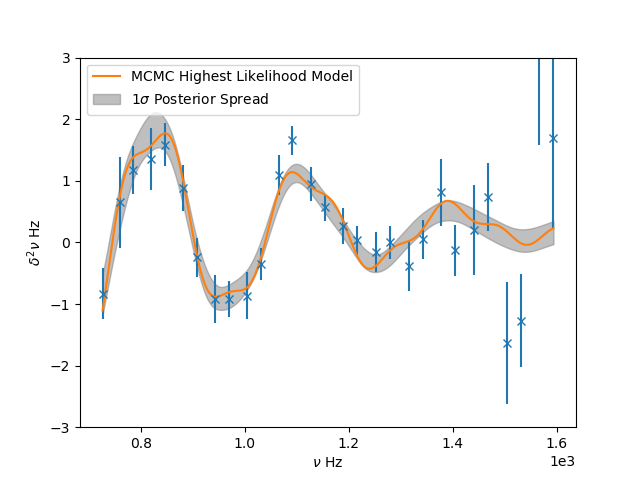 MCMC Highest Likelihood Model
1σ Posterior Spread
3
2
1
0
−1
−2
−3
δ²ν Hz
0.8 1.0 1.2 1.4 1.6
1e3
ν Hz